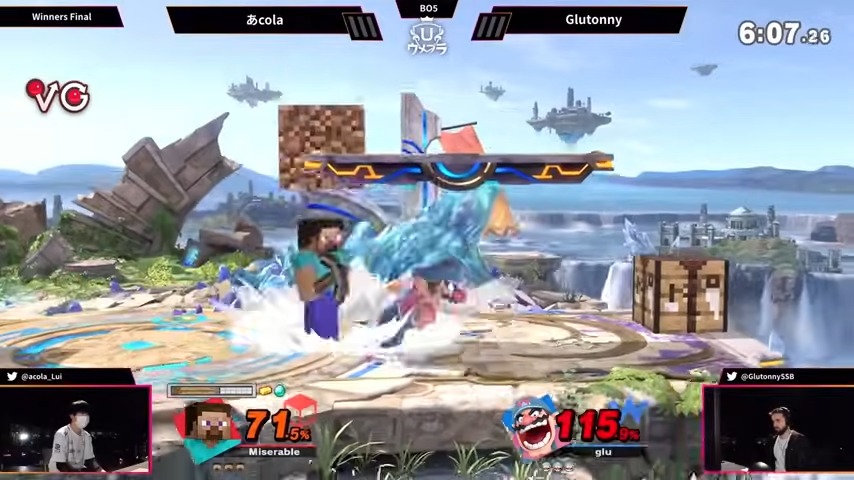 Winners Final
あcola
BO5
Glutonny
ウメブラ
6:07.26
VG
@acola_Lui
@GlutonnySSB
71.5%
Miserable
115.9%
glu